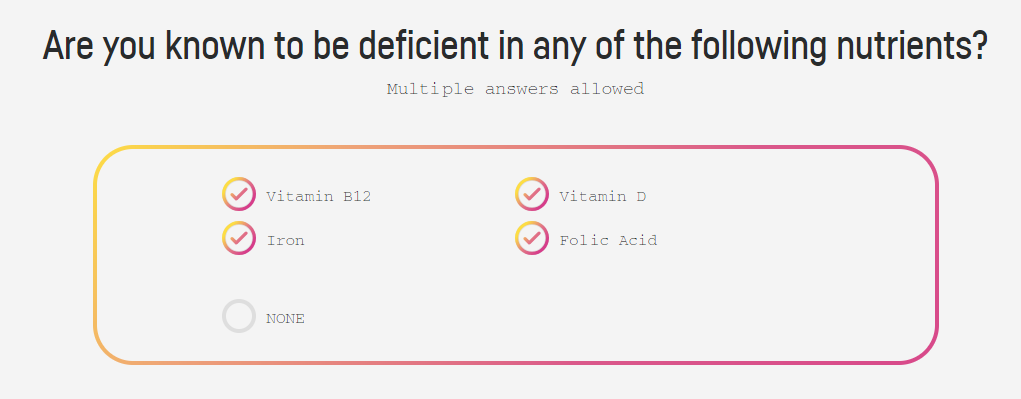 Are you known to be deficient in any of the following nutrients?
Multiple answers allowed
Vitamin B12
Vitamin D
Iron
Folic Acid
NONE